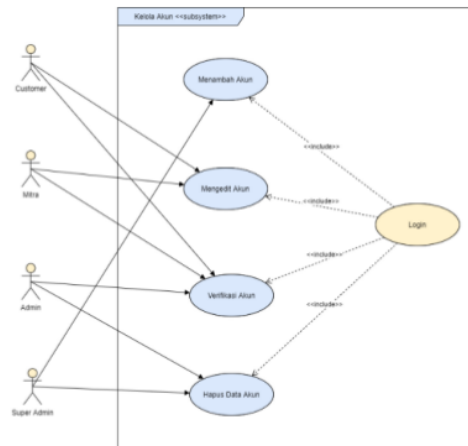 Kelola Akun <<subsystem>>
Customer
Menambah Akun
<<include>>
Mitra
Mengedit Akun
<<include>>
Login
<<include>>
Admin
Verifikasi Akun
<<include>>
Super Admin
Hapus Data Akun